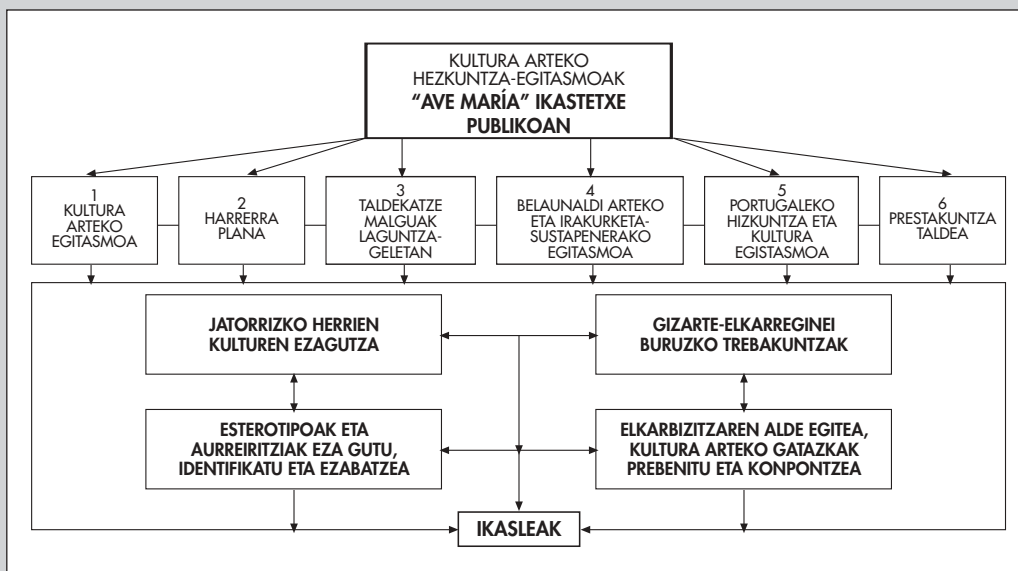 KULTURA ARTEKO
HEZKUNTZA-EGITASMOAK
“AVE MARÍA” IKASTETXE
PUBLIKOAN
1
KULTURA
ARTEKO
EGITASMOA
2
HARRERRA
PLANA
3
TALDEKATZE
MALGUAK
LAGUNTZA-
GELETAN
4
BELAUNALDI ARTEKO
ETA IRAKURKETA-
SUSTAPENERAKO
EGITASMOA
5
PORTUGALEKO
HIZKUNTZA ETA
KULTURA
EGISTASMOA
6
PRESTAKUNTZA
TALDEA
JATORRIZKO HERRIEN
KULTUREN EZAGUTZA
GIZARTE-ELKARREGINEI
BURUZKO TREBAKUNTZAK
ESTEROTIPOAK ETA
AURREIRITZIAK EZA GUTU,
IDENTIFIKATU ETA EZABATZEA
ELKARBIZITZAREN ALDE EGITEA,
KULTURA ARTEKO GATAZKAK
PREBENITU ETA KONPONTZEA
IKASLEAK